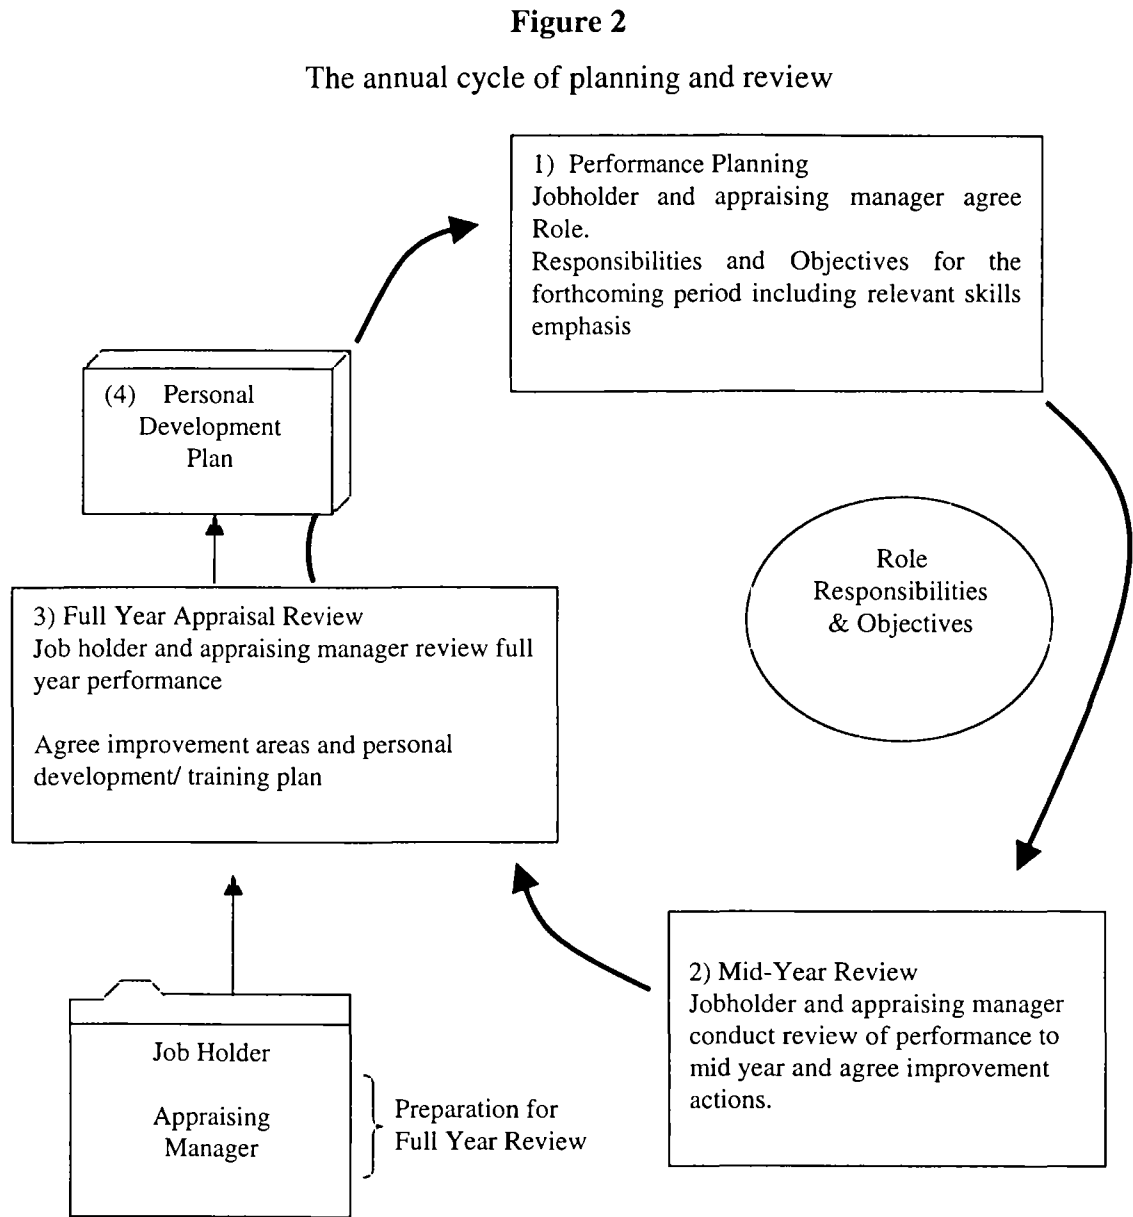 Figure 2
The annual cycle of planning and review
1) Performance Planning
Jobholder and appraising manager agree
Role.
Responsibilities and Objectives for the
forthcoming period including relevant skills
emphasis
(4) Personal
Development
Plan
Role
Responsibilities
& Objectives
3) Full Year Appraisal Review
Job holder and appraising manager review full
year performance
Agree improvement areas and personal
development/ training plan
2) Mid-Year Review
Jobholder and appraising manager
conduct review of performance to
mid year and agree improvement
actions.
Job Holder
Appraising
Manager
Preparation for
Full Year Review